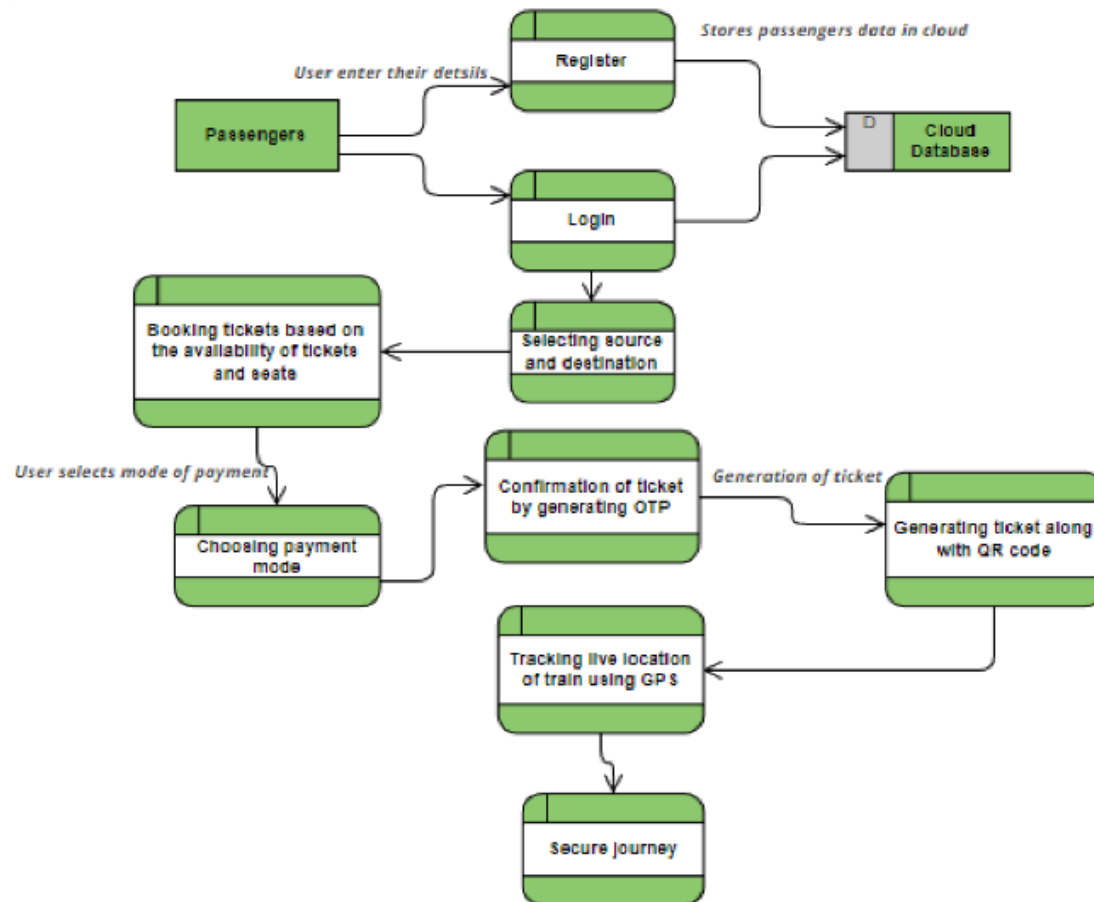 Stores passengers data in cloud
Register
User enter their detsils
Passengers
D
Cloud
Database
Login
Booking tickets based on
the availability of tickets
and seats
Selecting source
and destination
User selects mode of payment
Confirmation of ticket
by generating OTP
Generation of ticket
Generating ticket along
with QR code
Choosing payment
mode
Tracking live location
of train using GPS
Secure journey